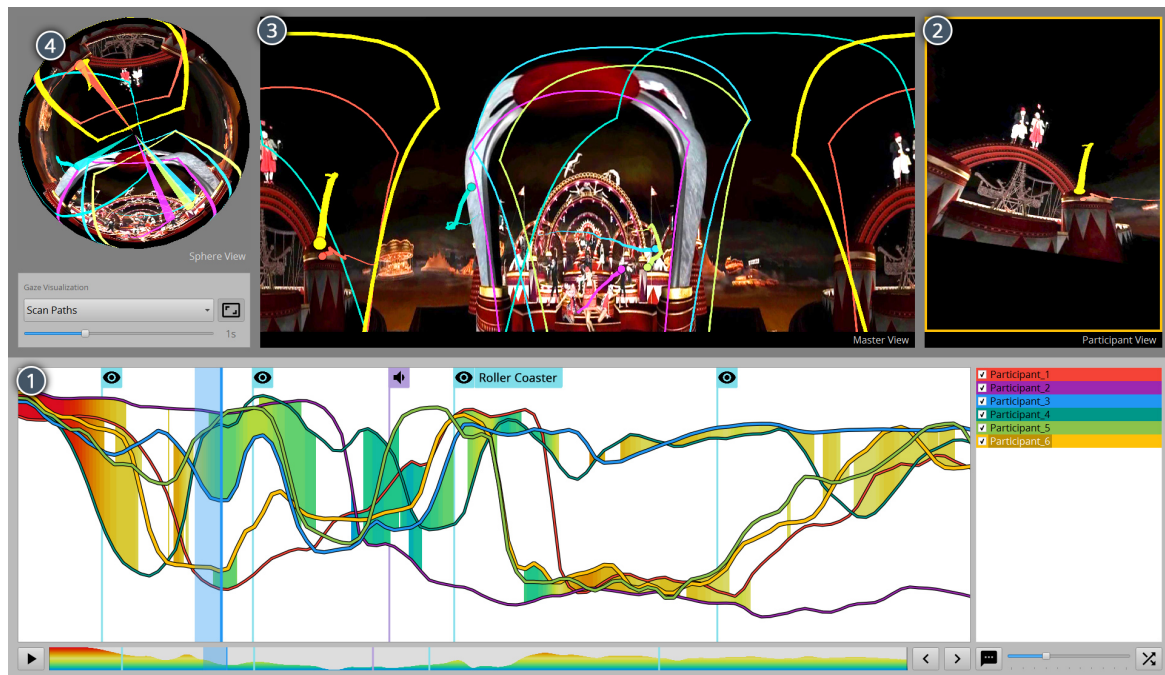 4
3
2
Sphere View
Gaze Visualization
Scan Paths
1s
Master View
Participant View
1
Roller Coaster
Participant_1
Participant_2
Participant_3
Participant_4
Participant_5
Participant_6